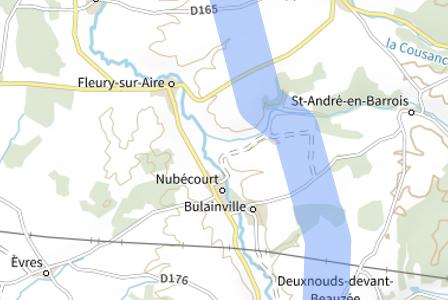 D165
la Cousanc
Fleury-sur-Aire
St-André-en-Barrois
Nubécourt
Bulainville
Èvres
D176
Deuxnouds-devant-
Beauzée